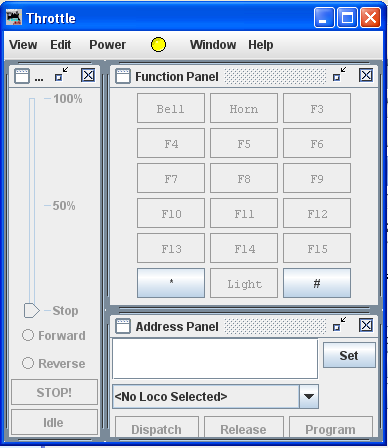 Throttle
View Edit Power Window Help
...
100%
50%
Stop
Forward
Reverse
STOP!
Idle
Function Panel
Bell Horn F3
F4 F5 F6
F7 F8 F9
F10 F11 F12
F13 F14 F15
* Light #
Address Panel
Set
<No Loco Selected>
Dispatch Release Program